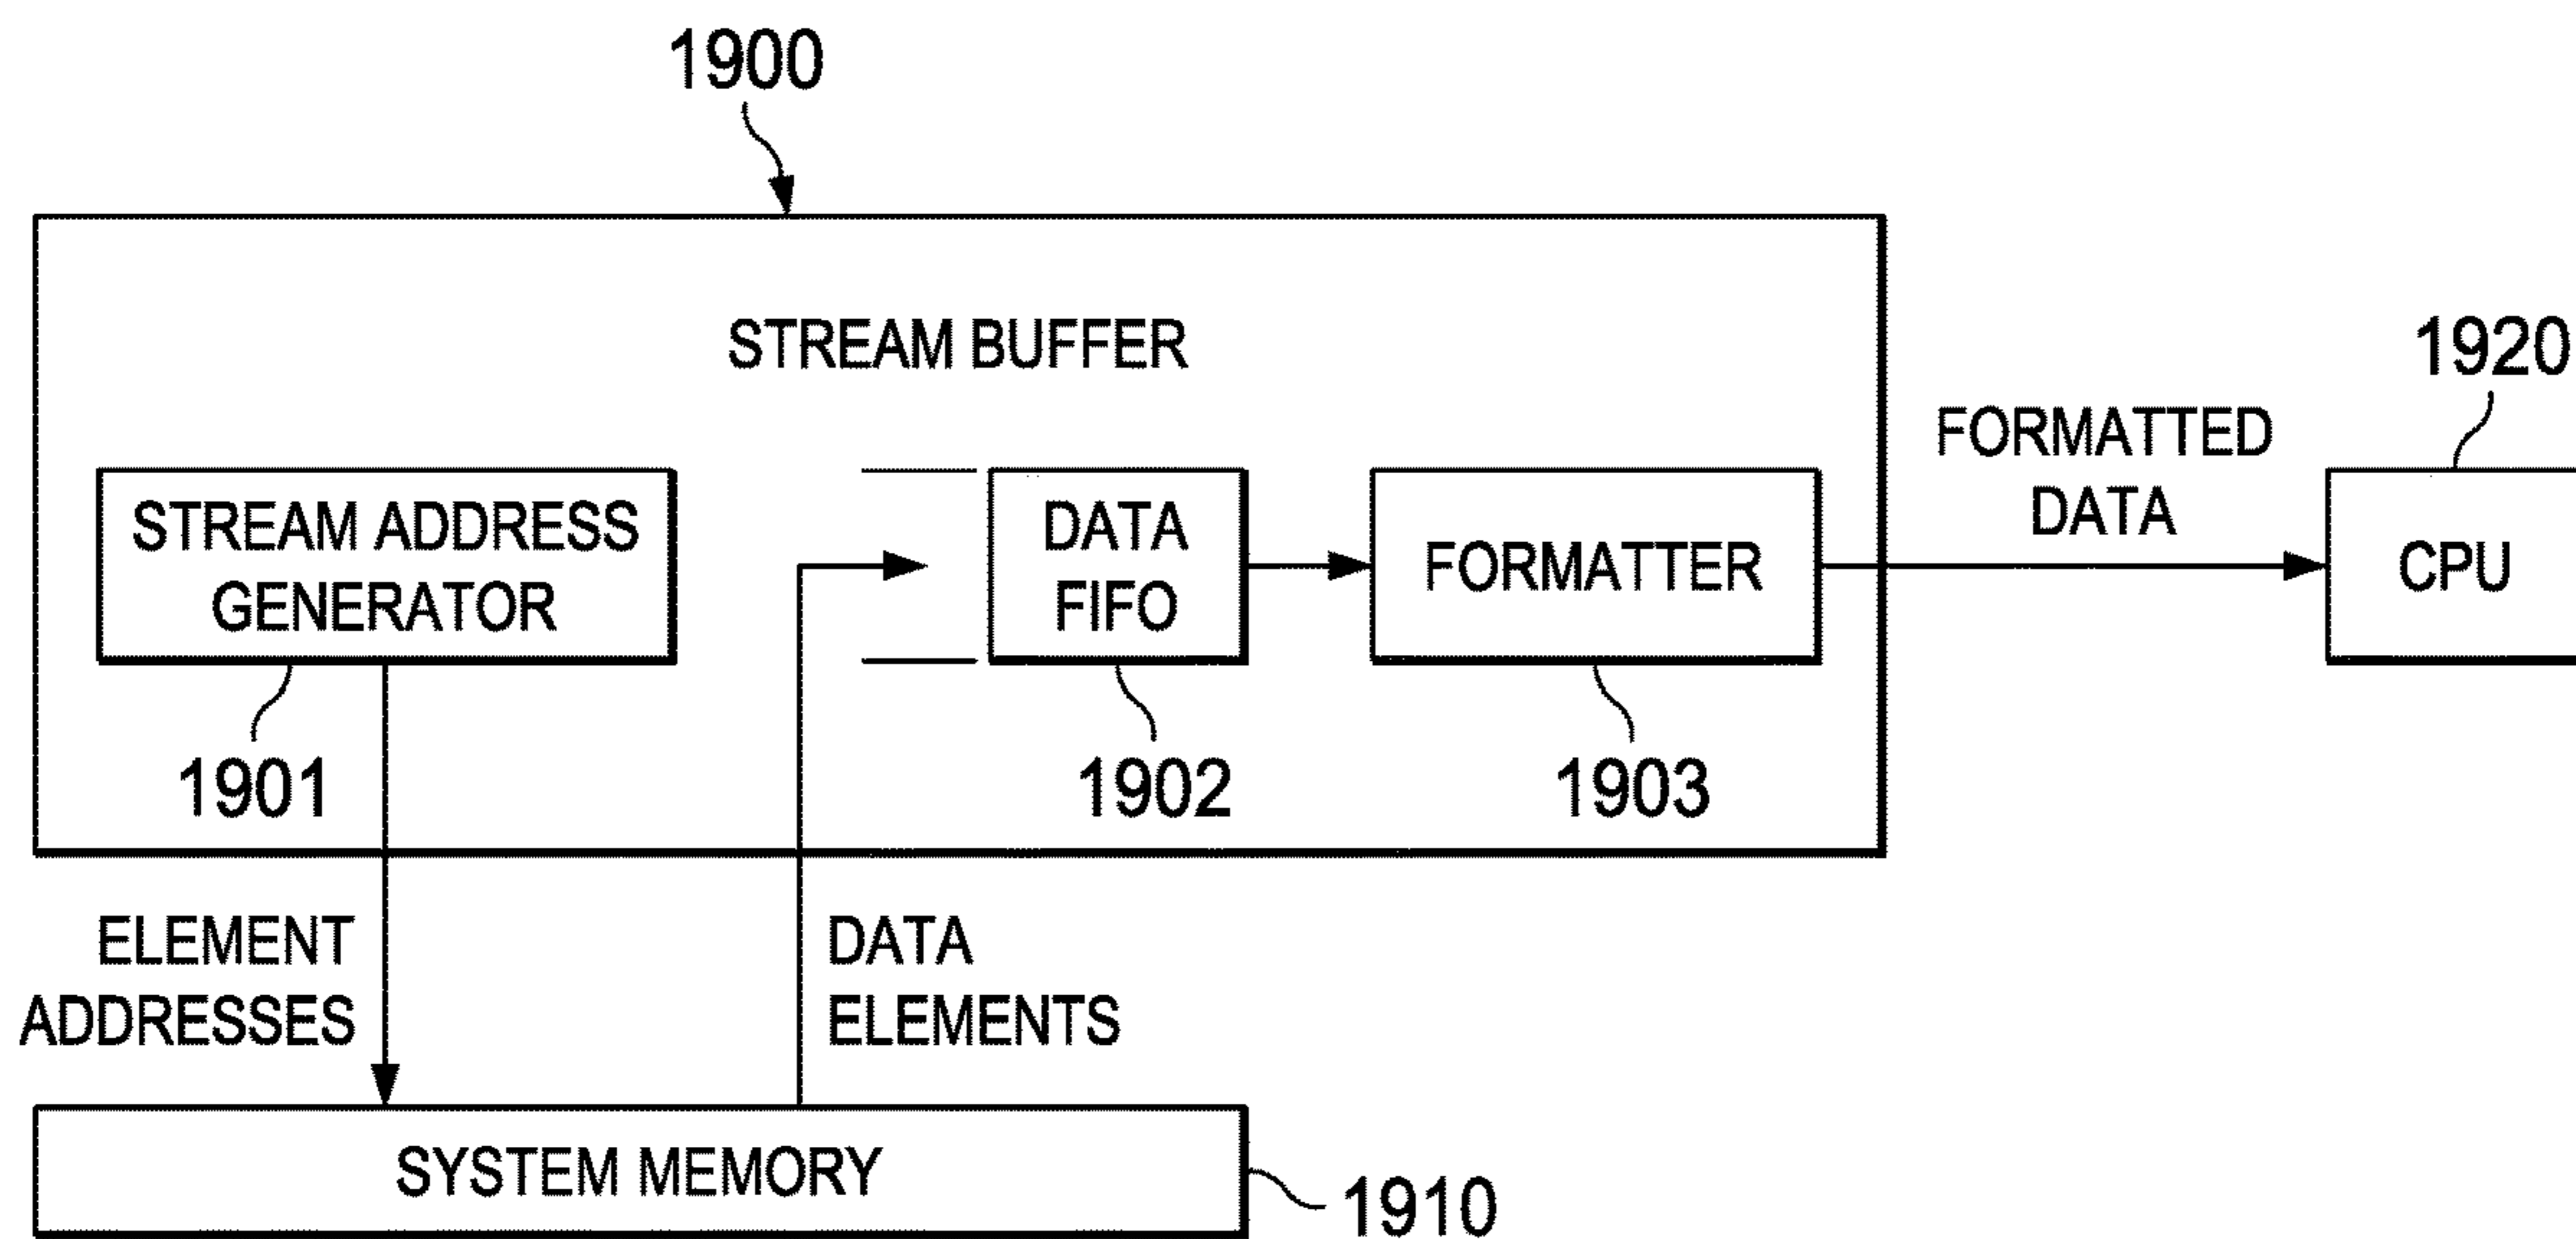 1900
STREAM BUFFER
1920
FORMATTED
DATA
STREAM ADDRESS
GENERATOR
DATA
FIFO
FORMATTER
CPU
1901
1902
1903
ELEMENT
ADDRESSES
DATA
ELEMENTS
SYSTEM MEMORY
1910